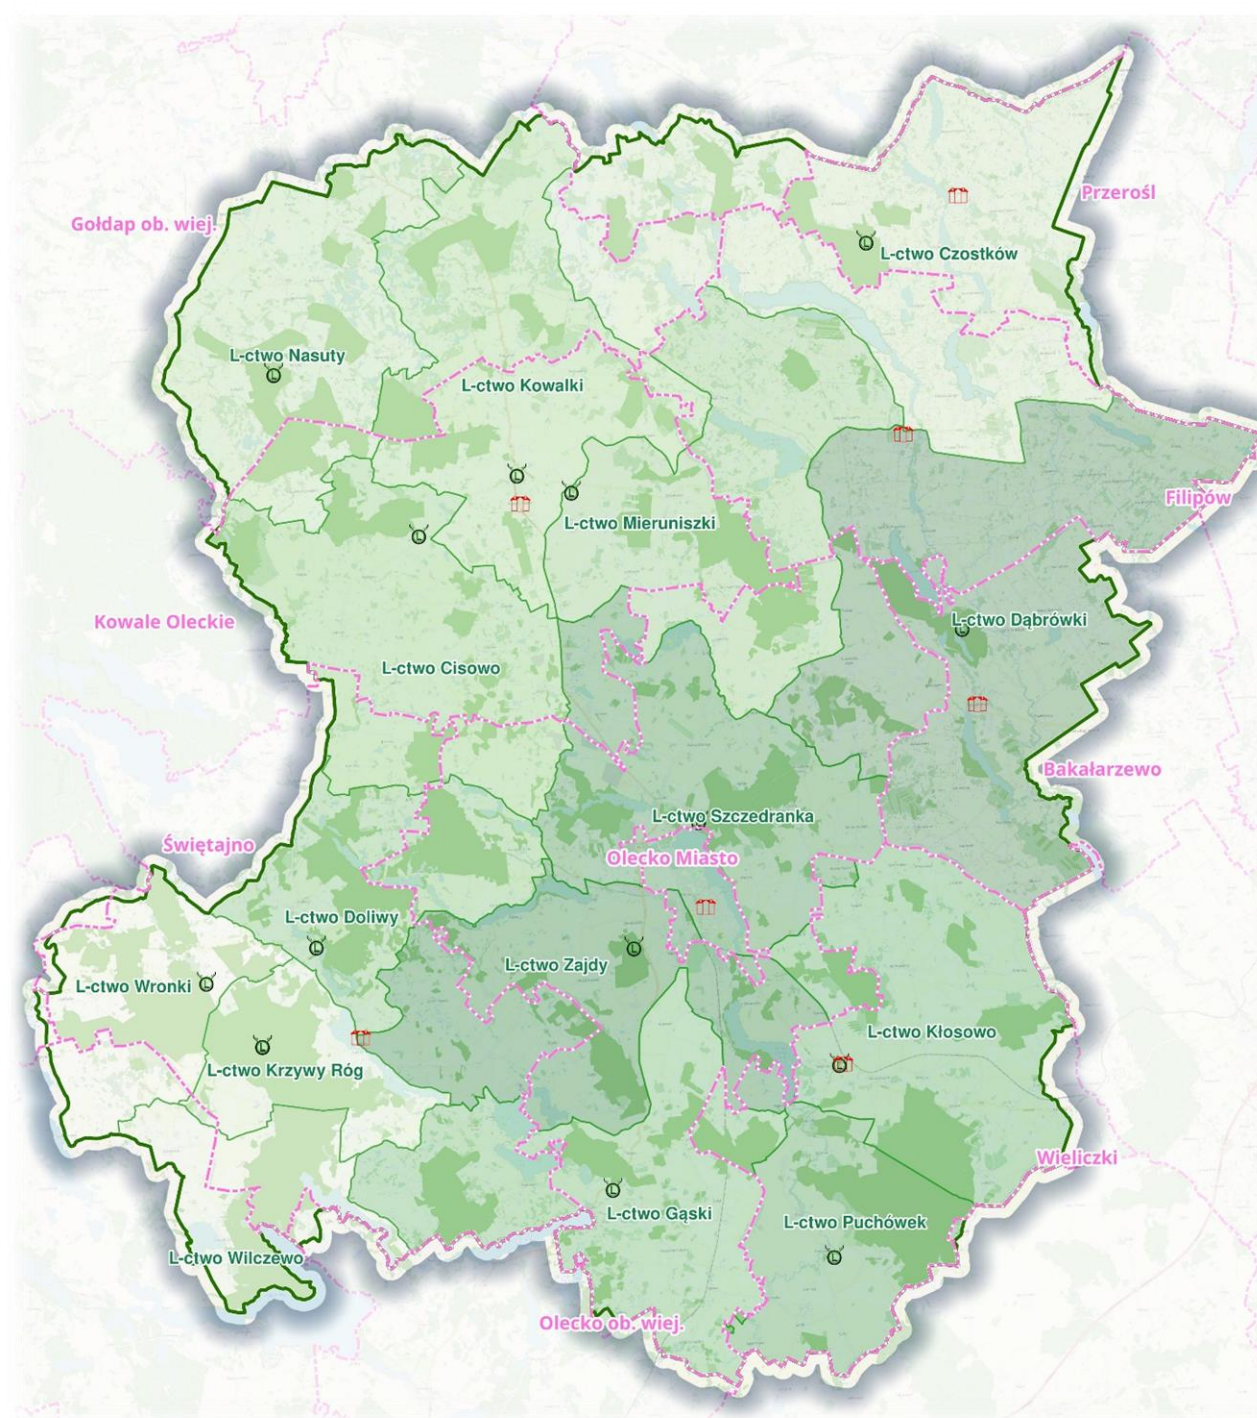 Przerośl
Gołdap ob. wiej.
L-ctwo Czostków
L-ctwo Nasuty
L-ctwo Kowalki
Filipów
L-ctwo Mieruniszki
Kowale Oleckie
L-ctwo Dąbrówki
L-ctwo Cisowo
Bakałarzewo
L-ctwo Szczedranka
Świętajno
Olecko Miasto
L-ctwo Doliwy
L-ctwo Zajdy
L-ctwo Wronki
L-ctwo Kłosowo
L-ctwo Krzywy Róg
Wieliczki
L-ctwo Gąski
L-ctwo Puchówek
L-ctwo Wilczewo
Olecko ob. wiej.